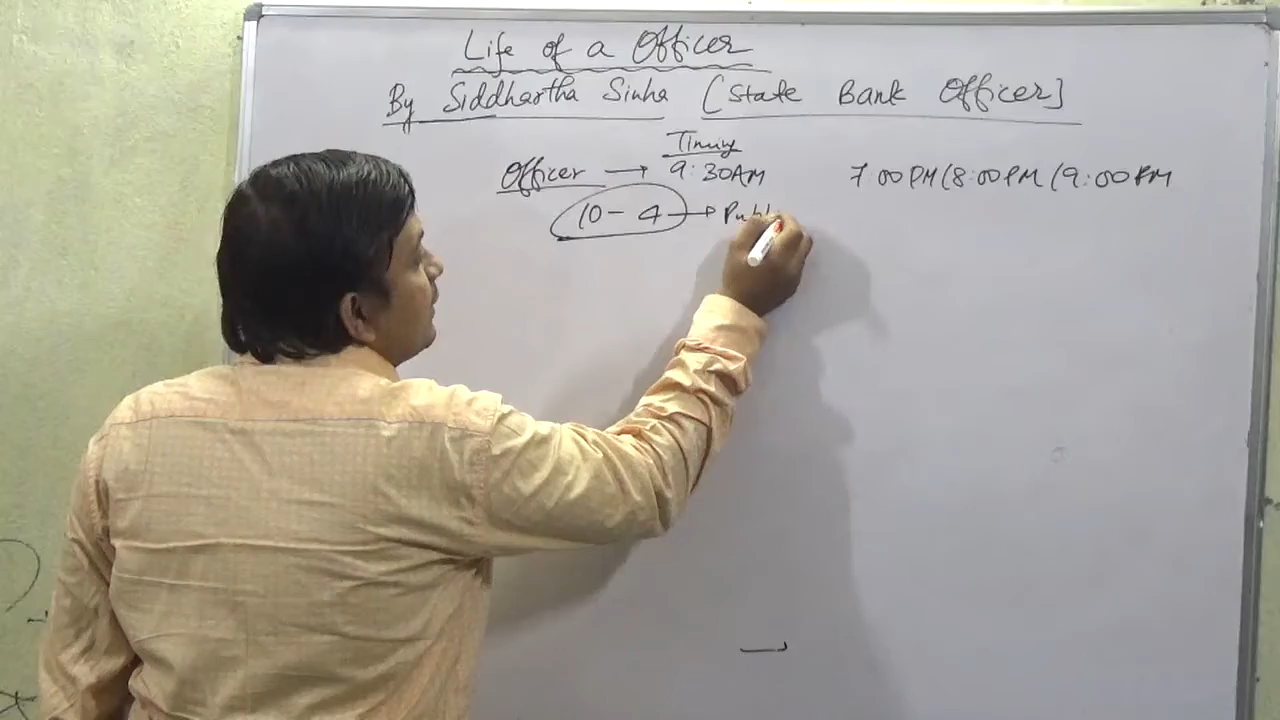 Life of a Officer
By Siddhartha Sinha [State Bank Officer]
Timing
Officer → 9:30AM 7:00PM/8:00PM/9:00PM
10-4 → Publ